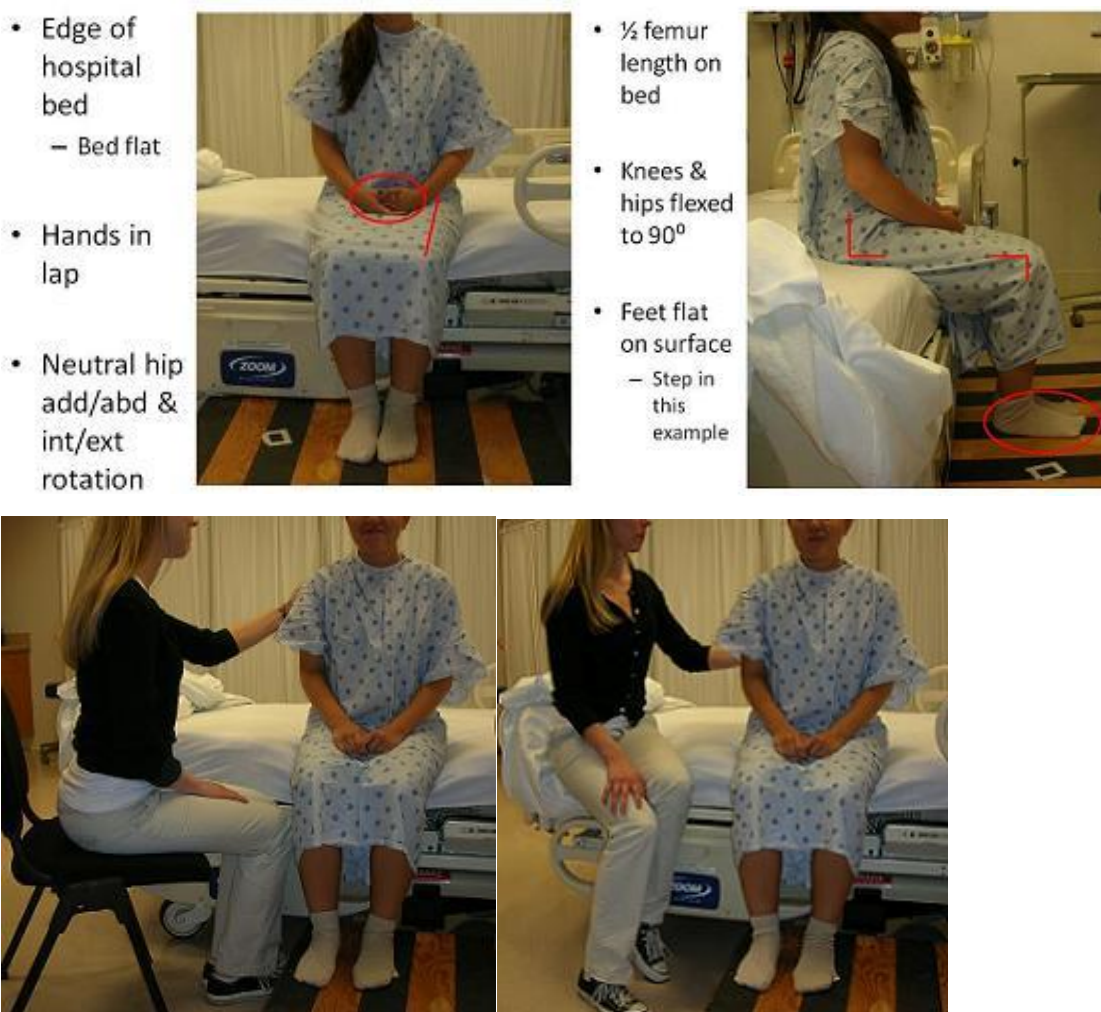 • Edge of
hospital
bed
– Bed flat
• Hands in
lap
• Neutral hip
add/abd &
int/ext
rotation
ZOOM
• ½ femur
length on
bed
• Knees &
hips flexed
to 90⁰
• Feet flat
on surface
– Step in
this
example
ZOOM